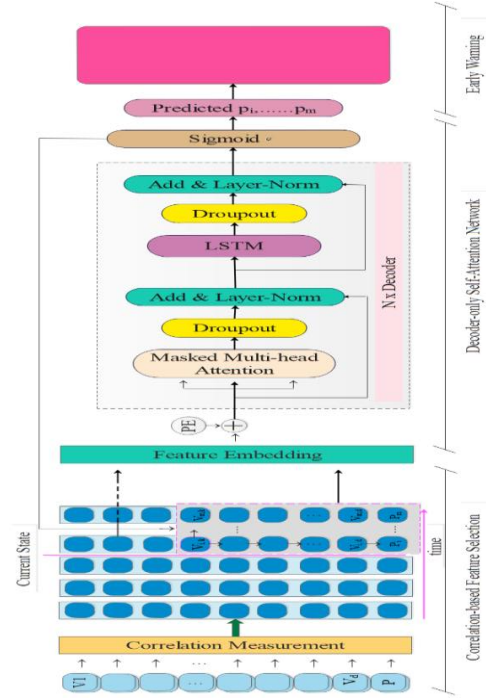 Early Warning
Predicted p₁,......pₘ
Sigmoid
Add & Layer-Norm
Droupout
LSTM
Add & Layer-Norm
Droupout
Masked Multi-head
Attention
N x Decoder
Decoder-only Self-Attention Network
PE
Feature Embedding
Current State
...
...
time
Correlation-based Feature Selection
Correlation Measurement
V1
...
Vd
P